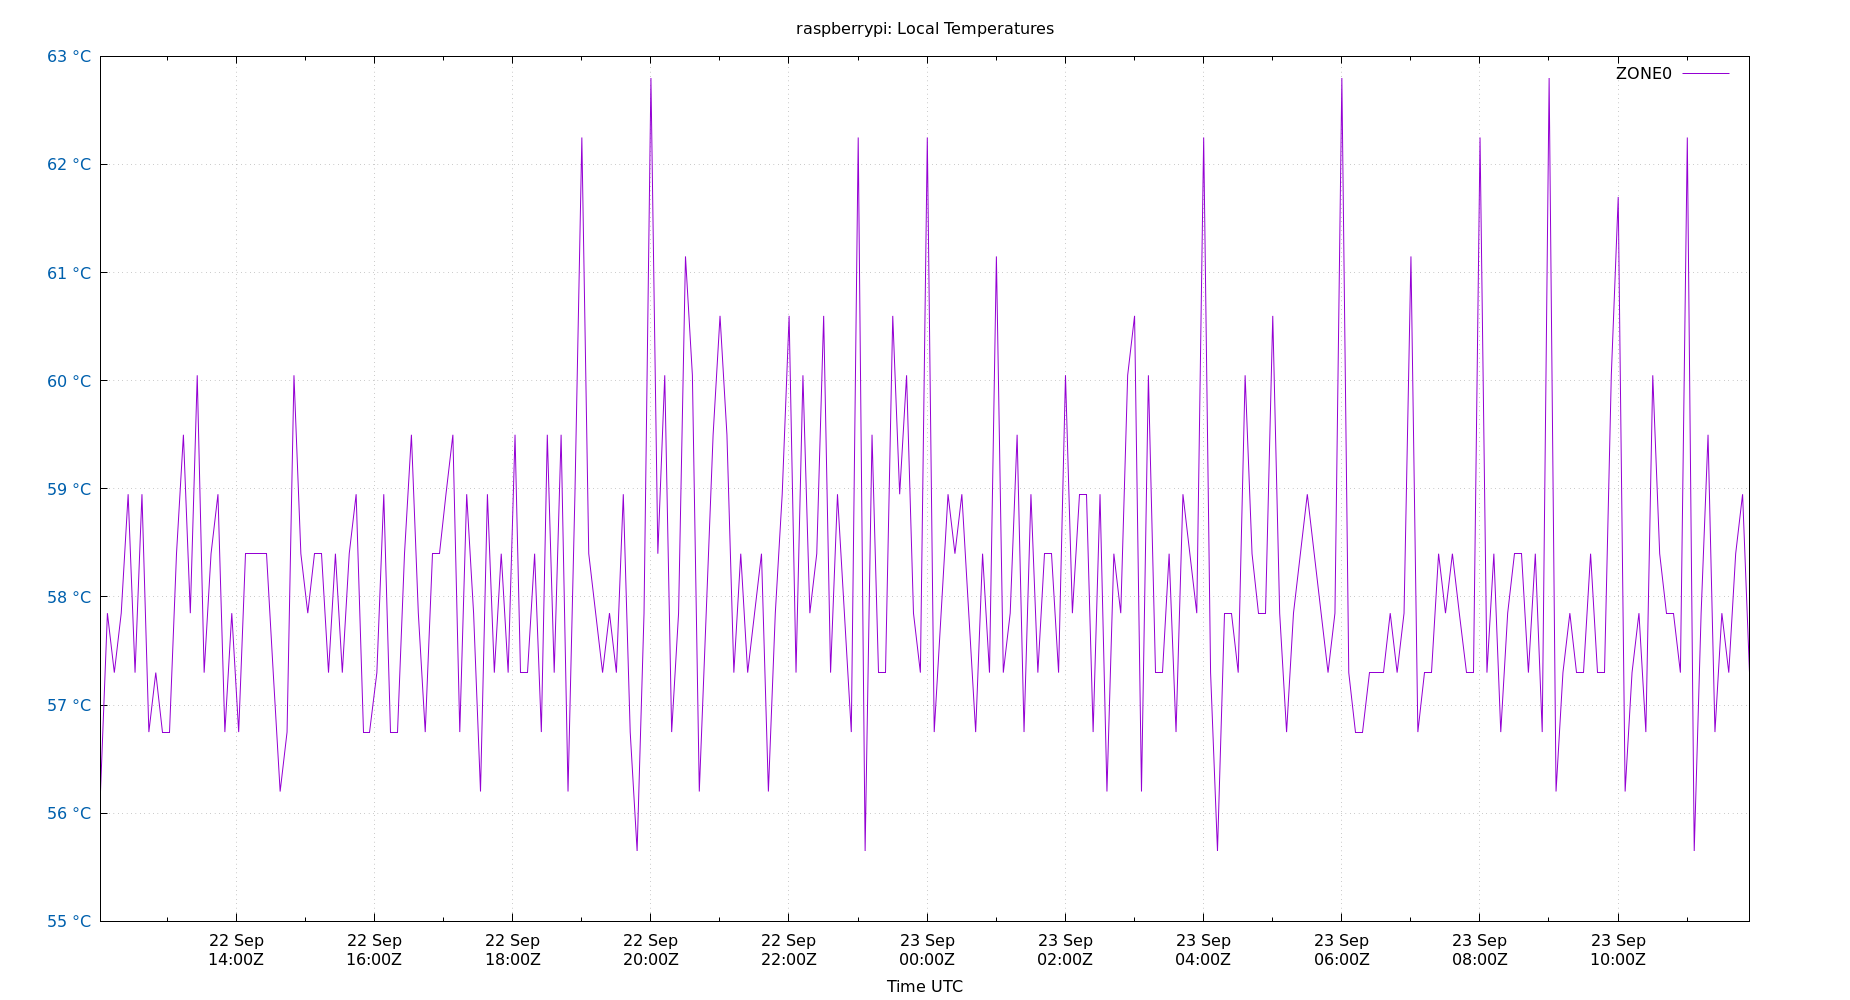 raspberrypi: Local Temperatures
63 °C
ZONE0
62 °C
61 °C
60 °C
59 °C
58 °C
57 °C
56 °C
55 °C
22 Sep 22 Sep 22 Sep 22 Sep 22 Sep 23 Sep 23 Sep 23 Sep 23 Sep 23 Sep 23 Sep
14:00Z 16:00Z 18:00Z 20:00Z 22:00Z 00:00Z 02:00Z 04:00Z 06:00Z 08:00Z 10:00Z
Time UTC